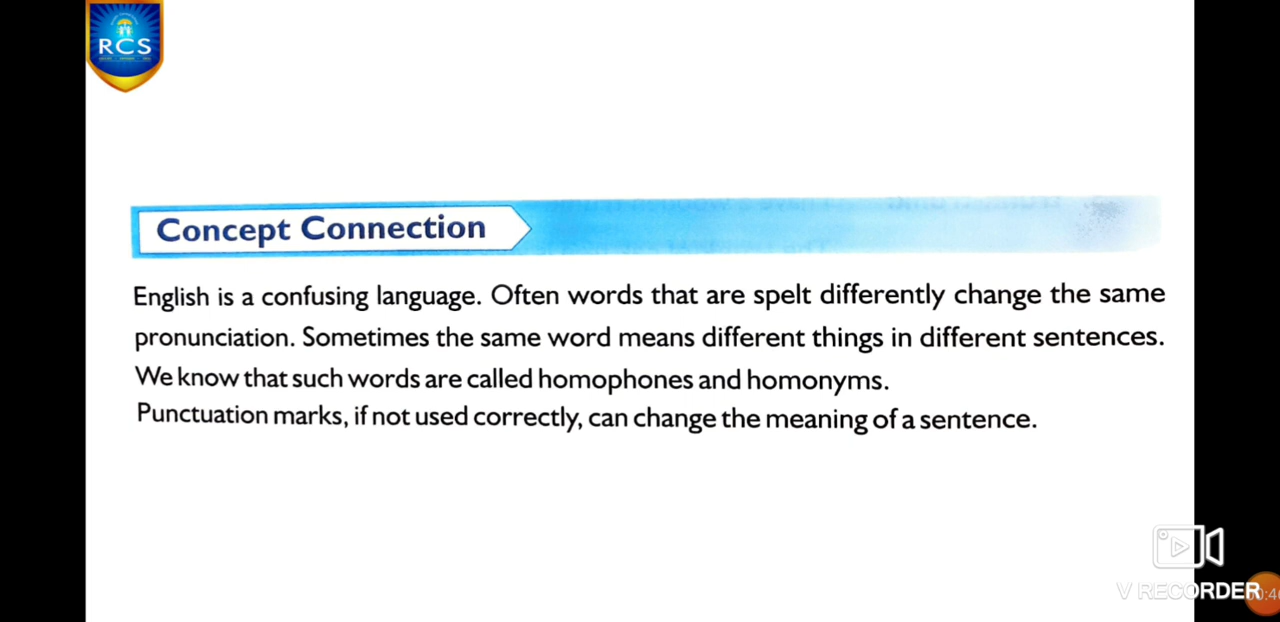 RCS
Concept Connection
English is a confusing language. Often words that are spelt differently change the same
pronunciation. Sometimes the same word means different things in different sentences.
We know that such words are called homophones and homonyms.
Punctuation marks, if not used correctly, can change the meaning of a sentence.
V RECORDER